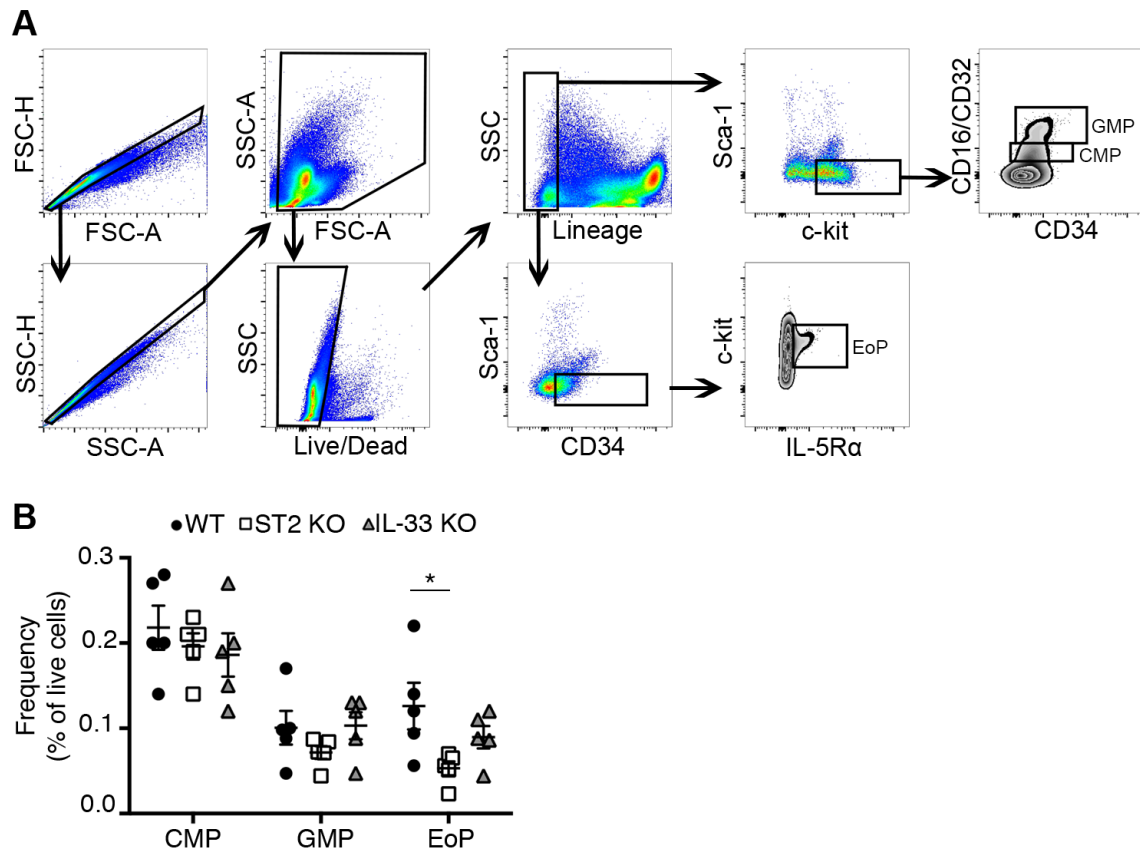 A
FSC-H
FSC-A
SSC-A
FSC-A
SSC
Lineage
Sca-1
c-kit
CD16/CD32
GMP
CMP
CD34
SSC-H
SSC-A
SSC
Live/Dead
Sca-1
CD34
c-kit
EoP
IL-5Rα
B
WT ST2 KO IL-33 KO
Frequency
(% of live cells)
0.3
0.2
0.1
0.0
*
CMP GMP EoP